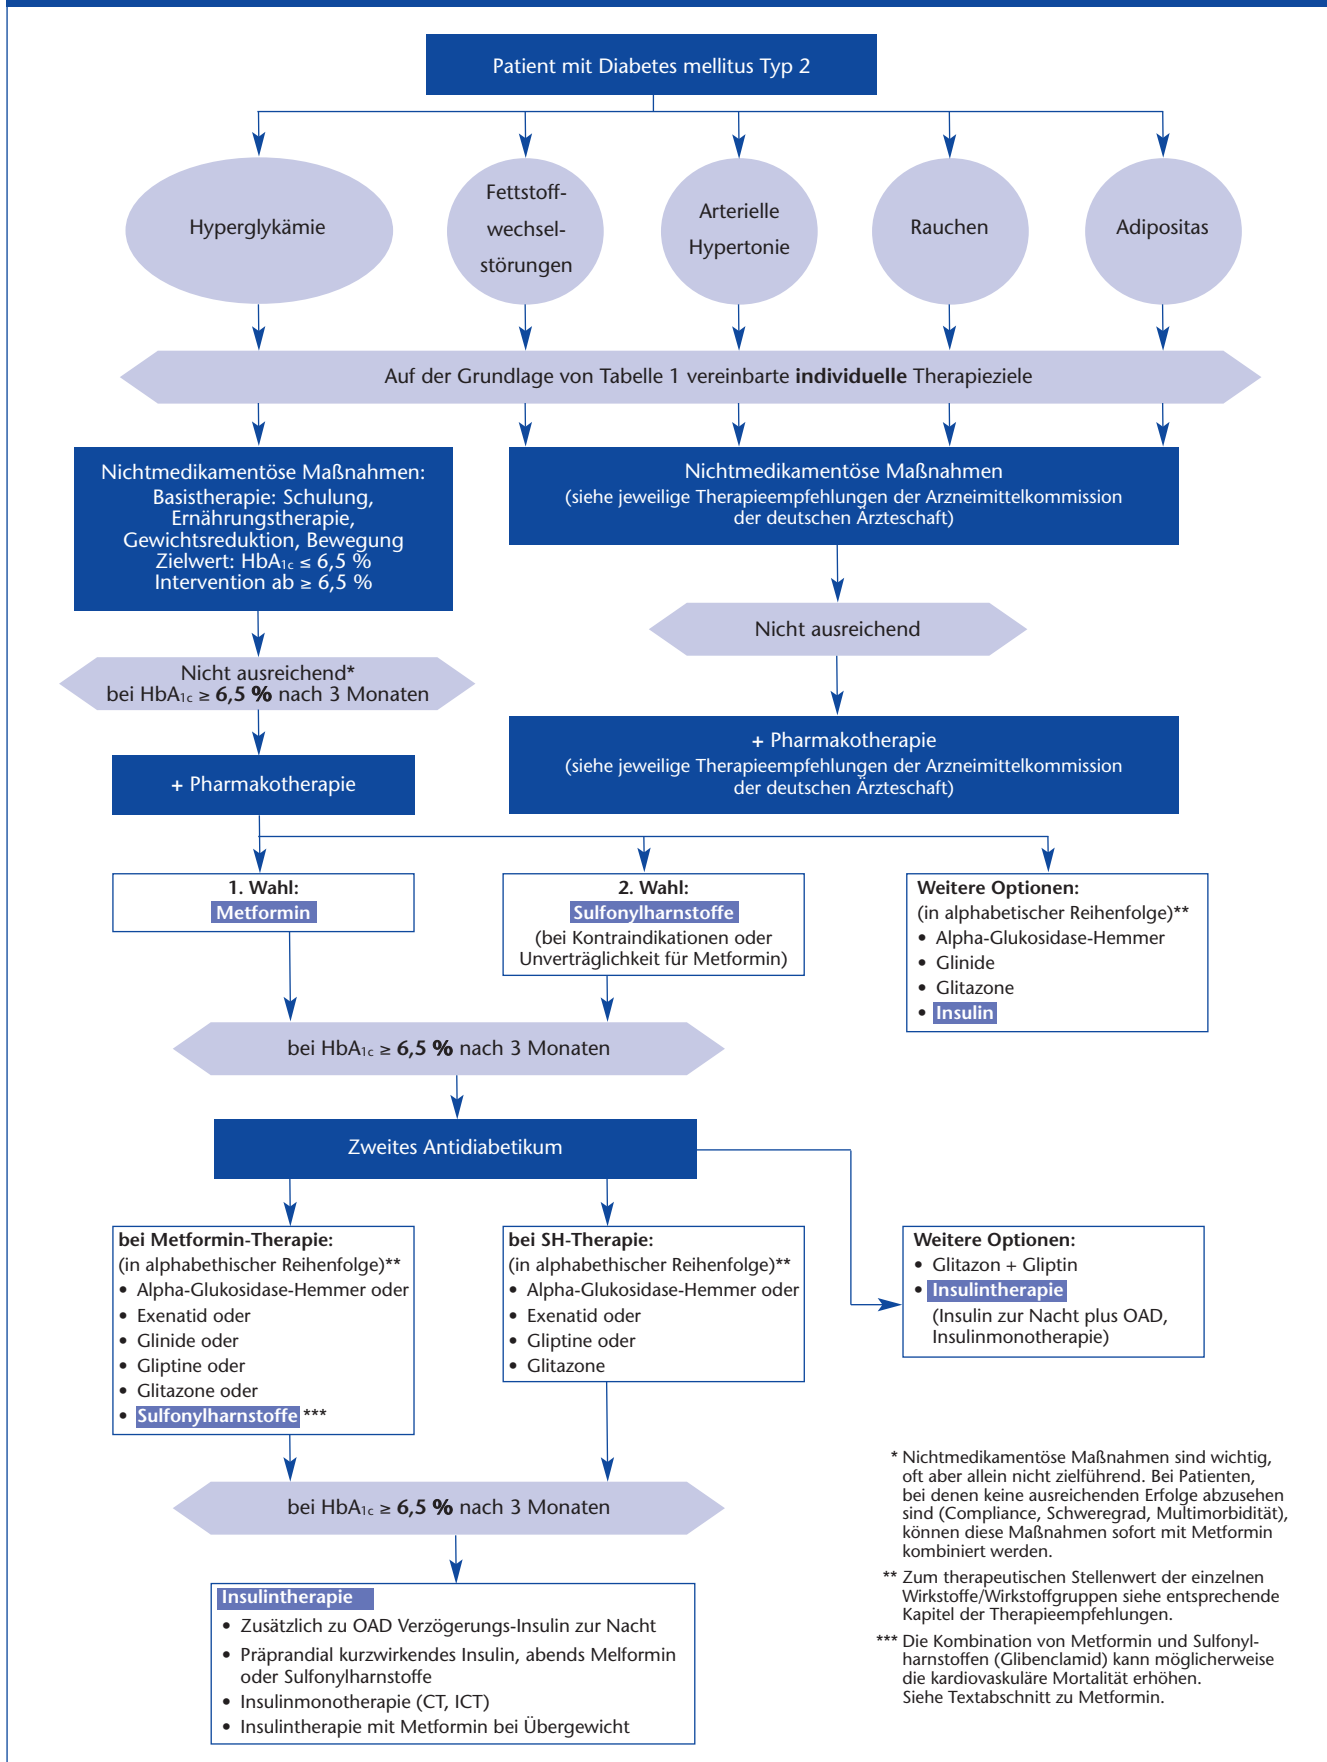 Patient mit Diabetes mellitus Typ 2
Hyperglykämie
Fettstoff-
wechsel-
störungen
Arterielle
Hypertonie
Rauchen
Adipositas
Auf der Grundlage von Tabelle 1 vereinbarte individuelle Therapieziele
Nichtmedikamentöse Maßnahmen:
Basistherapie: Schulung,
Ernährungstherapie,
Gewichtsreduktion, Bewegung
Zielwert: HbA1c ≤ 6,5 %
Intervention ab ≥ 6,5 %
Nichtmedikamentöse Maßnahmen
(siehe jeweilige Therapieempfehlungen der Arzneimittelkommission
der deutschen Ärzteschaft)
Nicht ausreichend*
bei HbA1c ≥ 6,5 % nach 3 Monaten
Nicht ausreichend
+ Pharmakotherapie
+ Pharmakotherapie
(siehe jeweilige Therapieempfehlungen der Arzneimittelkommission
der deutschen Ärzteschaft)
1. Wahl:
Metformin
2. Wahl:
Sulfonylharnstoffe
(bei Kontraindikationen oder
Unverträglichkeit für Metformin)
Weitere Optionen:
(in alphabetischer Reihenfolge)**
• Alpha-Glukosidase-Hemmer
• Glinide
• Glitazone
• Insulin
bei HbA1c ≥ 6,5 % nach 3 Monaten
Zweites Antidiabetikum
bei Metformin-Therapie:
(in alphabethischer Reihenfolge)**
• Alpha-Glukosidase-Hemmer oder
• Exenatid oder
• Glinide oder
• Gliptine oder
• Glitazone oder
• Sulfonylharnstoffe ***
bei SH-Therapie:
(in alphabethischer Reihenfolge)**
• Alpha-Glukosidase-Hemmer oder
• Exenatid oder
• Gliptine oder
• Glitazone
Weitere Optionen:
• Glitazon + Gliptin
• Insulintherapie
(Insulin zur Nacht plus OAD,
Insulinmonotherapie)
bei HbA1c ≥ 6,5 % nach 3 Monaten
Insulintherapie
• Zusätzlich zu OAD Verzögerungs-Insulin zur Nacht
• Präprandial kurzwirkendes Insulin, abends Melformin
oder Sulfonylharnstoffe
• Insulinmonotherapie (CT, ICT)
• Insulintherapie mit Metformin bei Übergewicht
* Nichtmedikamentöse Maßnahmen sind wichtig,
oft aber allein nicht zielführend. Bei Patienten,
bei denen keine ausreichenden Erfolge abzusehen
sind (Compliance, Schweregrad, Multimorbidität),
können diese Maßnahmen sofort mit Metformin
kombiniert werden.
** Zum therapeutischen Stellenwert der einzelnen
Wirkstoffe/Wirkstoffgruppen siehe entsprechende
Kapitel der Therapieempfehlungen.
*** Die Kombination von Metformin und Sulfonyl-
harnstoffen (Glibenclamid) kann möglicherweise
die kardiovaskuläre Mortalität erhöhen.
Siehe Textabschnitt zu Metformin.